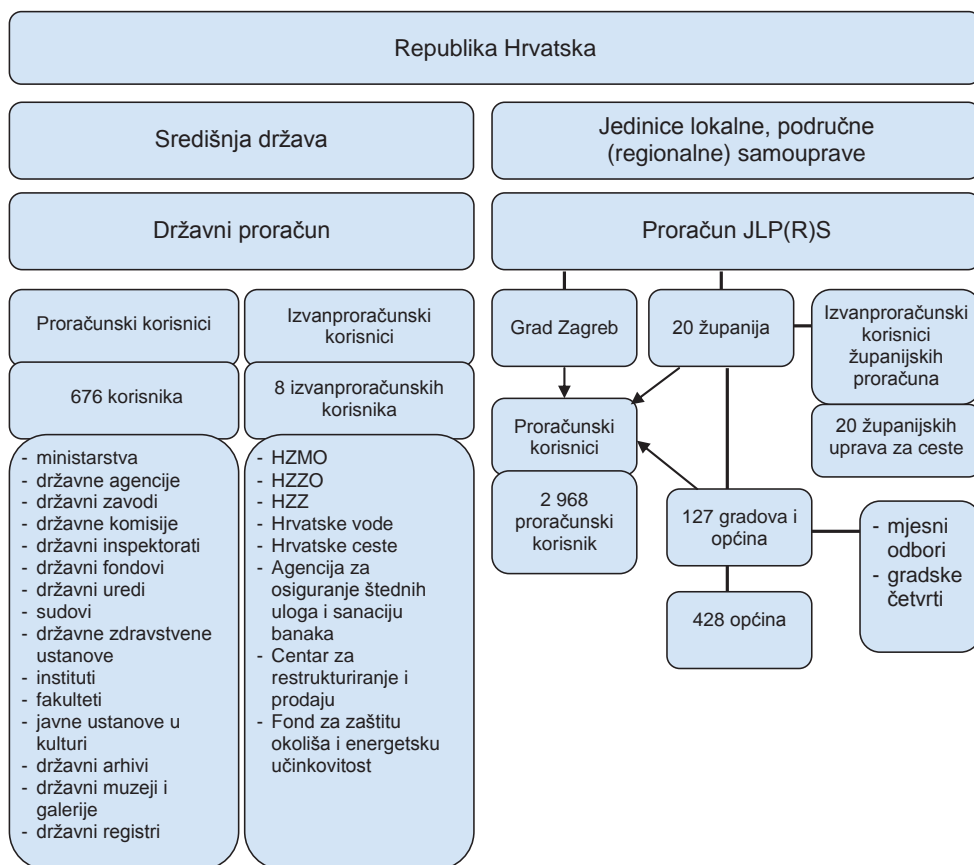 Republika Hrvatska
Središnja država
Jedinice lokalne, područne
(regionalne) samouprave
Državni proračun
Proračun JLP(R)S
Proračunski korisnici
Izvanproračunski
korisnici
676 korisnika
8 izvanproračunskih
korisnika
- ministarstva
- državne agencije
- državni zavodi
- državne komisije
- državni inspektorati
- državni fondovi
- državni uredi
- sudovi
- državne zdravstvene
ustanove
- instituti
- fakulteti
- javne ustanove u
kulturi
- državni arhivi
- državni muzeji i
galerije
- državni registri
- HZMO
- HZZO
- HZZ
- Hrvatske vode
- Hrvatske ceste
- Agencija za
osiguranje štednih
uloga i sanaciju
banaka
- Centar za
restrukturiranje i
prodaju
- Fond za zaštitu
okoliša i energetsku
učinkovitost
Grad Zagreb
20 županija
Izvanproračunski
korisnici
županijskih
proračuna
20 županijskih
uprava za ceste
Proračunski
korisnici
2 968
proračunski
korisnik
127 gradova i
općina
- mjesni
odbori
- gradske
četvrti
428 općina